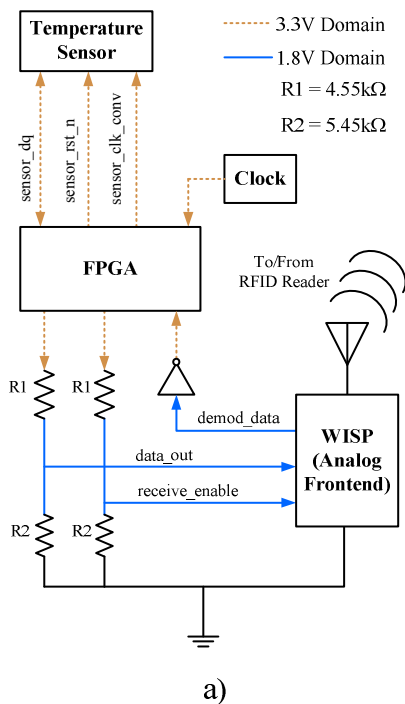 Temperature
Sensor
3.3V Domain
1.8V Domain
R1 = 4.55kΩ
R2 = 5.45kΩ
sensor_dq
sensor_rst_n
sensor_clk_conv
Clock
FPGA
To/From
RFID Reader
R1
R1
demod_data
WISP
(Analog
Frontend)
data_out
receive_enable
R2
R2
a)